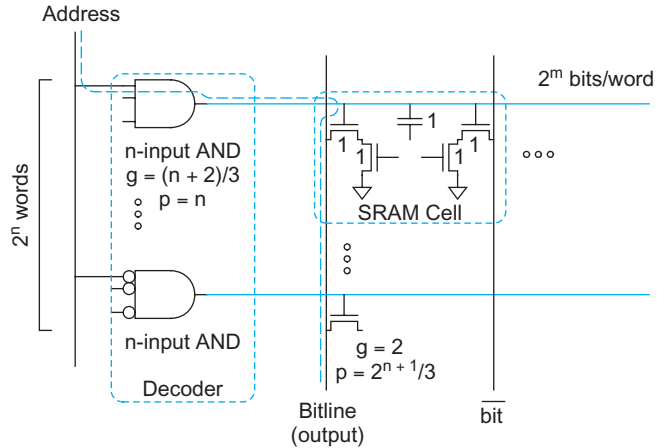 Address
2^n words
n-input AND
g = (n + 2)/3
p = n
n-input AND
Decoder
2^m bits/word
1
1
1
1
1
SRAM Cell
g = 2
p = 2^{n + 1}/3
Bitline
(output)
b̅i̅t̅